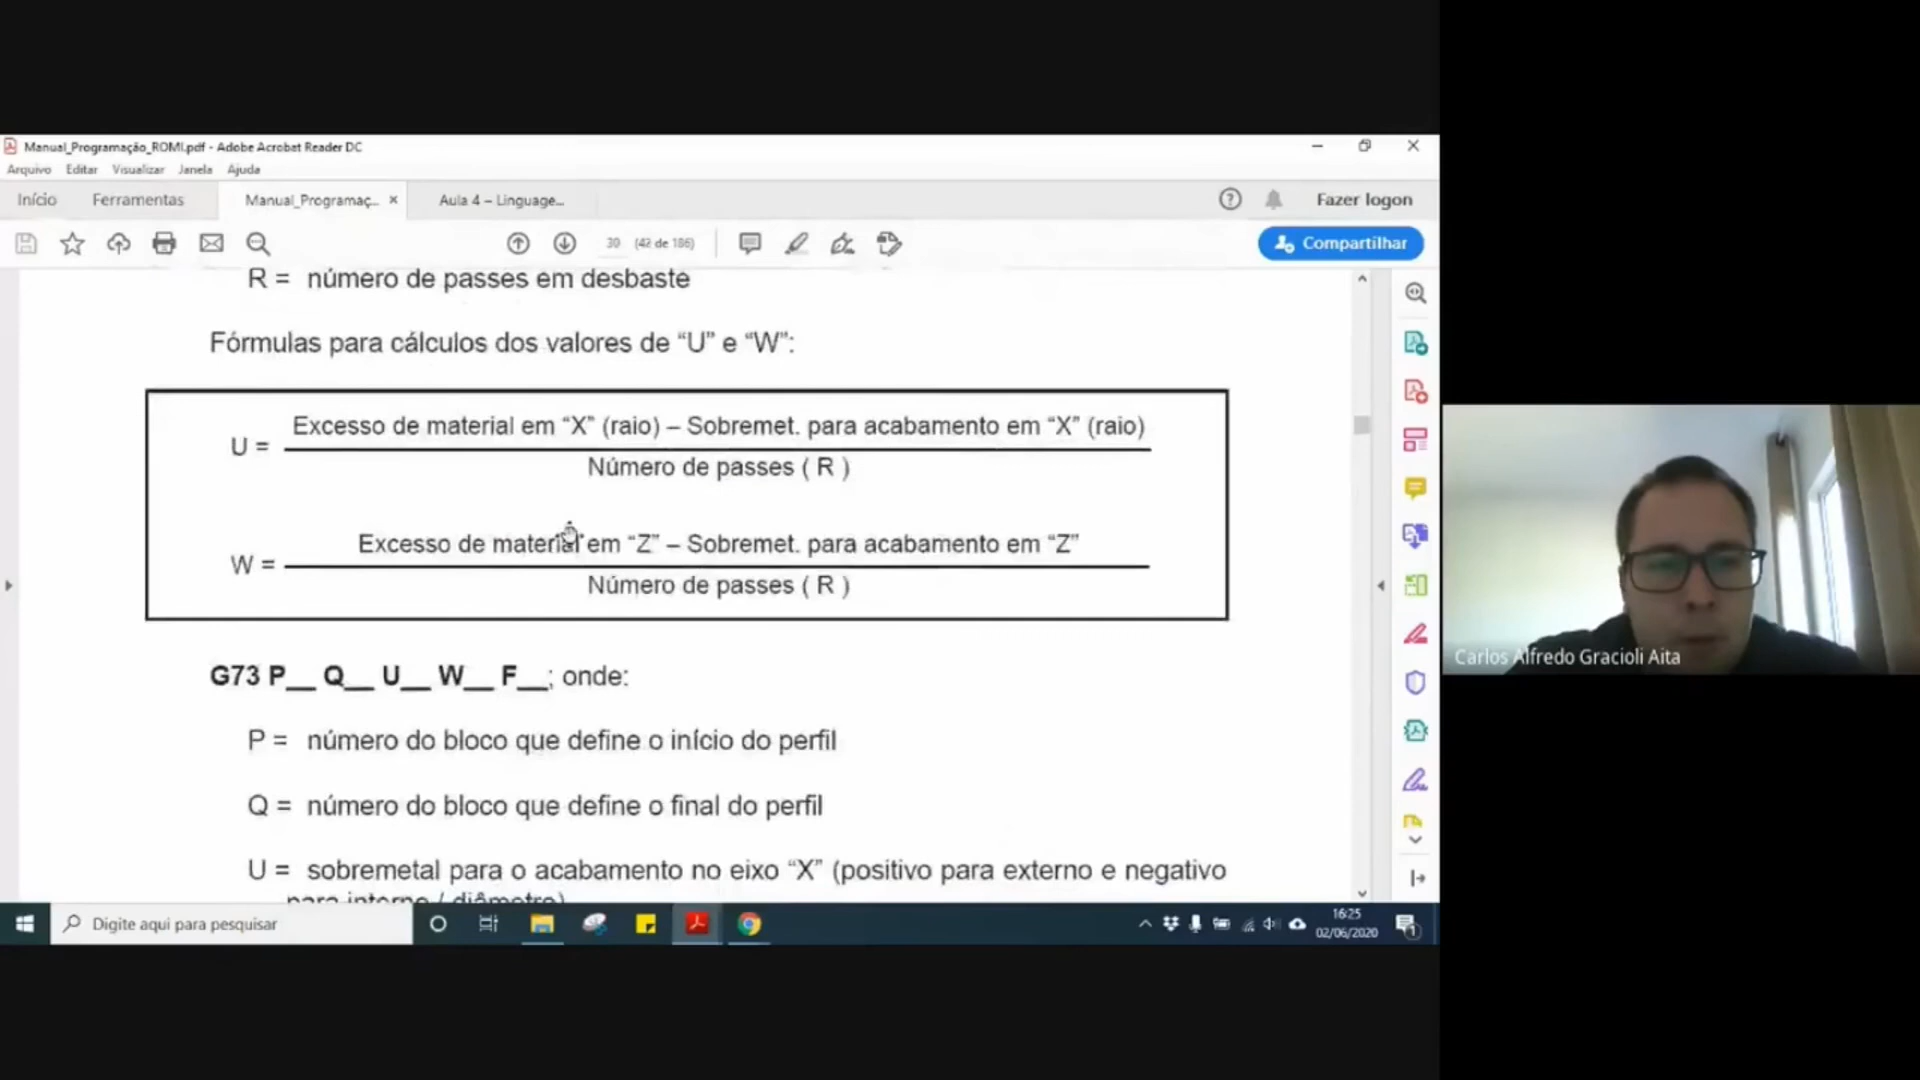 Manual_Programação_ROMI.pdf - Adobe Acrobat Reader DC
Arquivo Editar Visualizar Janela Ajuda
Início Ferramentas Manual_Programaç... × Aula 4 – Linguage... Fazer logon
30 (42 de 186) Compartilhar
R = número de passes em desbaste
Fórmulas para cálculos dos valores de “U” e “W”:
Excesso de material em “X” (raio) – Sobremet. para acabamento em “X” (raio)
U =
Número de passes ( R )
Excesso de material em “Z” – Sobremet. para acabamento em “Z”
W =
Número de passes ( R )
G73 P__ Q__ U__ W__ F__; onde:
P = número do bloco que define o início do perfil
Q = número do bloco que define o final do perfil
U = sobremetal para o acabamento no eixo “X” (positivo para externo e negativo
para interno / diâmetro)
Carlos Alfredo Gracioli Aita
Digite aqui para pesquisar
16:25
02/06/2020
1